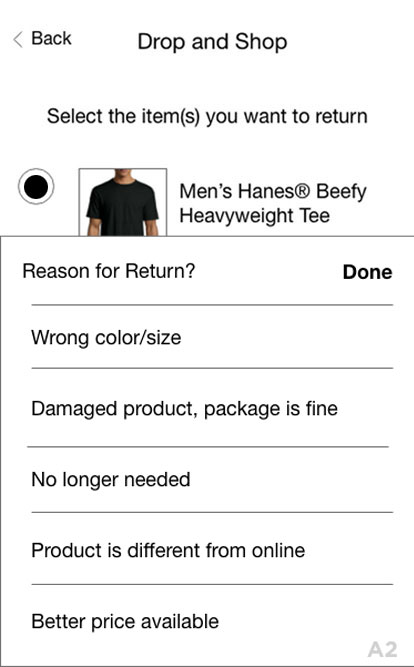 Back
Drop and Shop
Select the item(s) you want to return
Men's Hanes® Beefy
Heavyweight Tee
Reason for Return?
Done
Wrong color/size
Damaged product, package is fine
No longer needed
Product is different from online
Better price available
A2